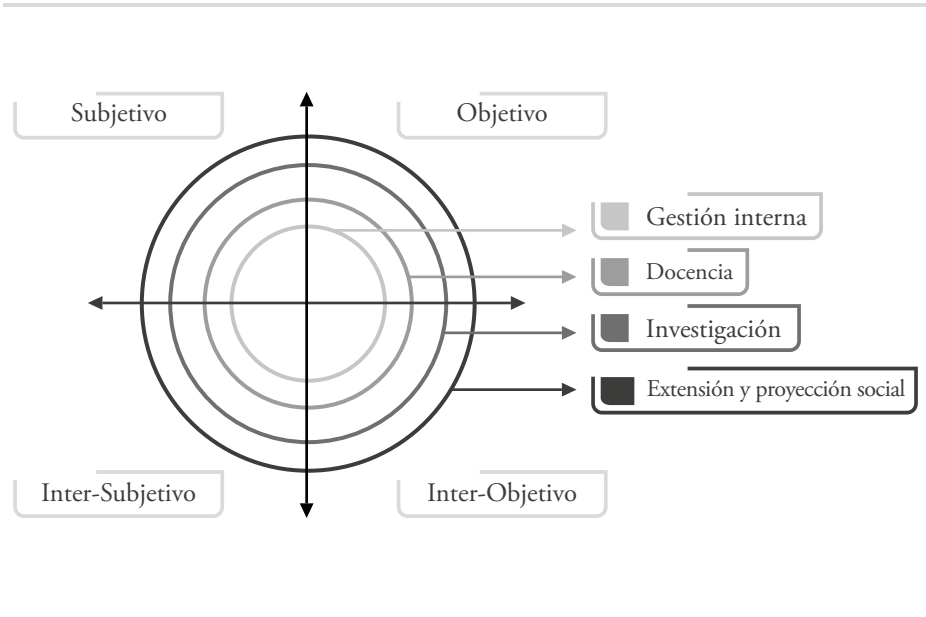 Subjetivo
Objetivo
Gestión interna
Docencia
Investigación
Extensión y proyección social
Inter-Subjetivo
Inter-Objetivo